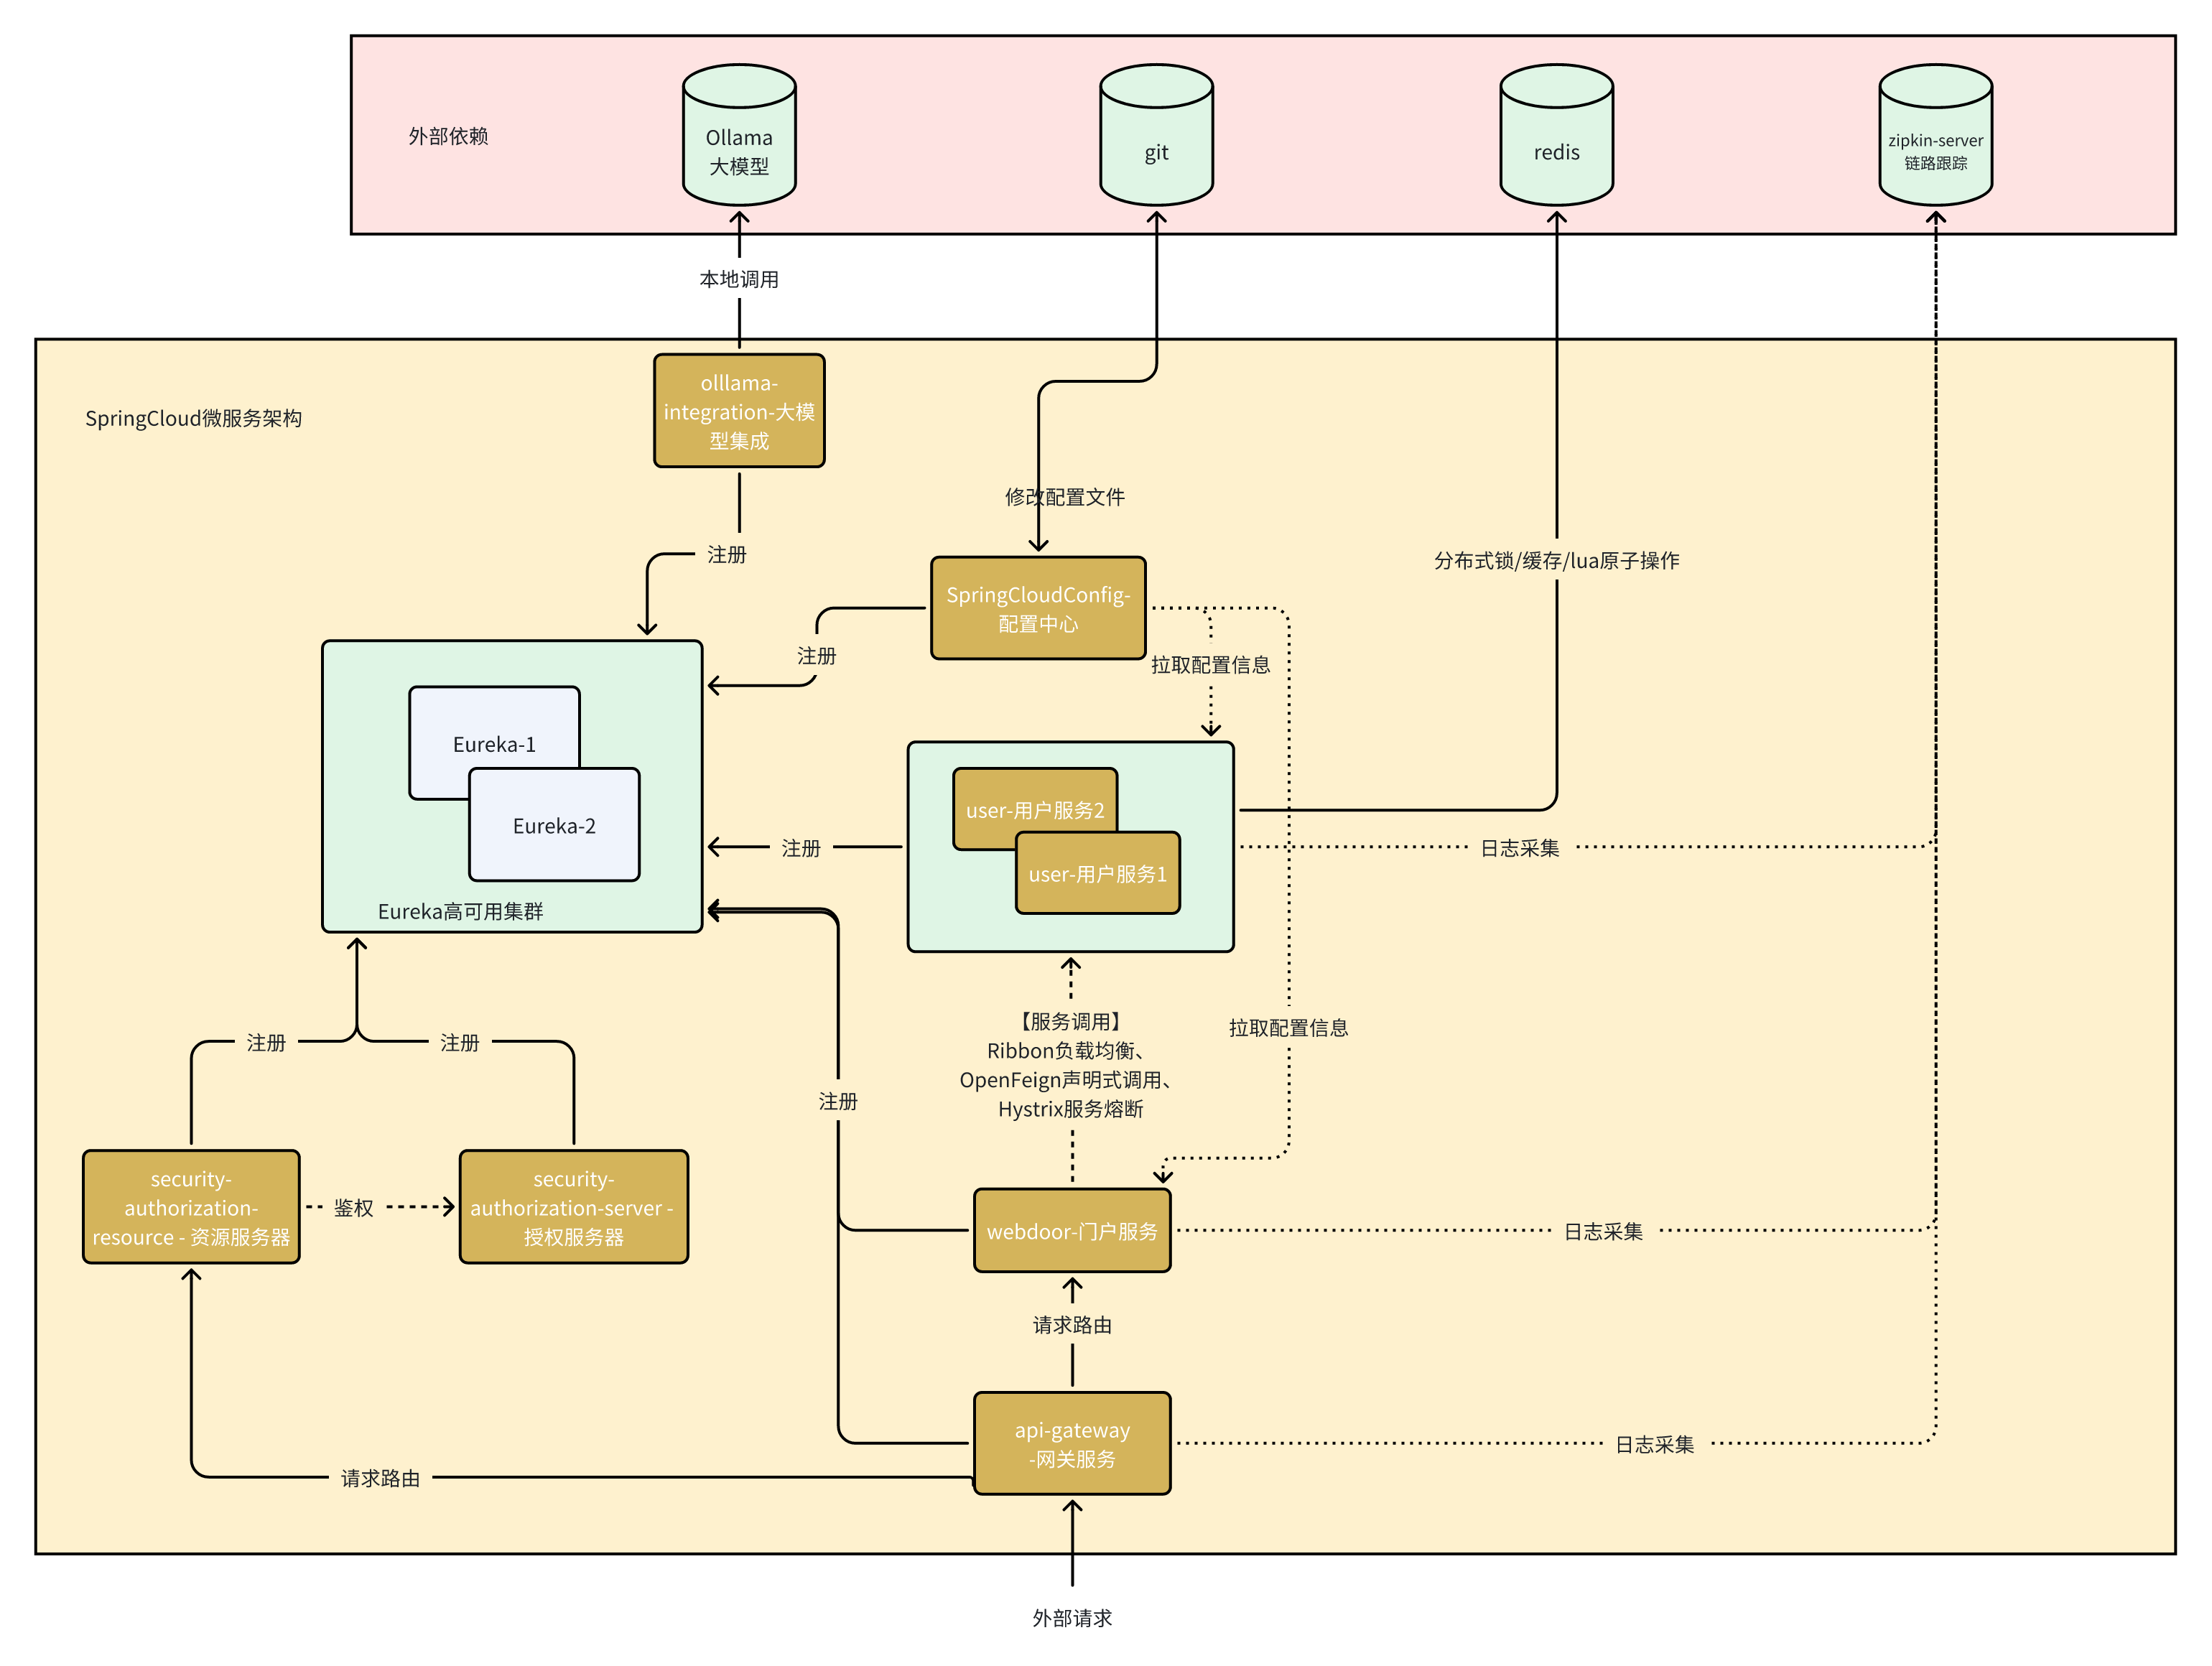 外部依赖
Ollama
大模型
git
redis
zipkin-server
链路跟踪
本地调用
SpringCloud微服务架构
olllama-
integration-大模
型集成
修改配置文件
注册
分布式锁/缓存/lua原子操作
SpringCloudConfig-
配置中心
注册
拉取配置信息
Eureka-1
Eureka-2
Eureka高可用集群
注册
user-用户服务2
user-用户服务1
日志采集
【服务调用】
Ribbon负载均衡、
OpenFeign声明式调用、
Hystrix服务熔断
拉取配置信息
注册
注册
注册
security-
authorization-
resource - 资源服务器
鉴权
security-
authorization-server -
授权服务器
webdoor-门户服务
日志采集
请求路由
api-gateway
-网关服务
日志采集
请求路由
外部请求